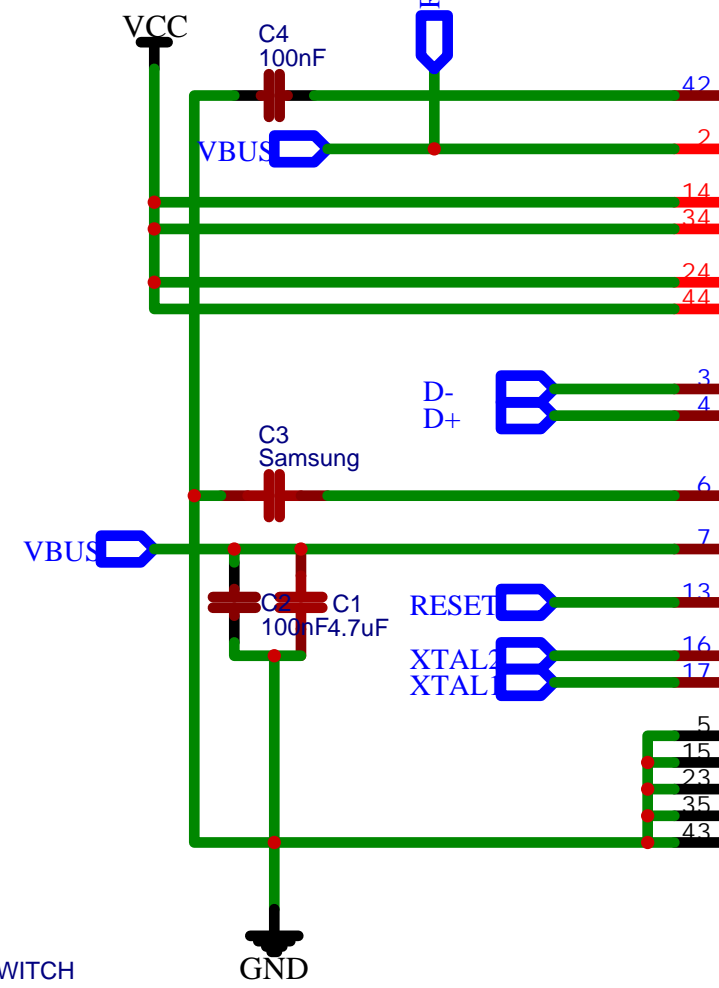 VCC
C4
100nF
42
VBUS
2
14
34
24
44
D-
3
D+
4
C3
Samsung
6
VBUS
7
C2
C1
100nF
4.7uF
RESET
13
XTAL2
16
XTAL1
17
5
15
23
35
43
GND
WITCH